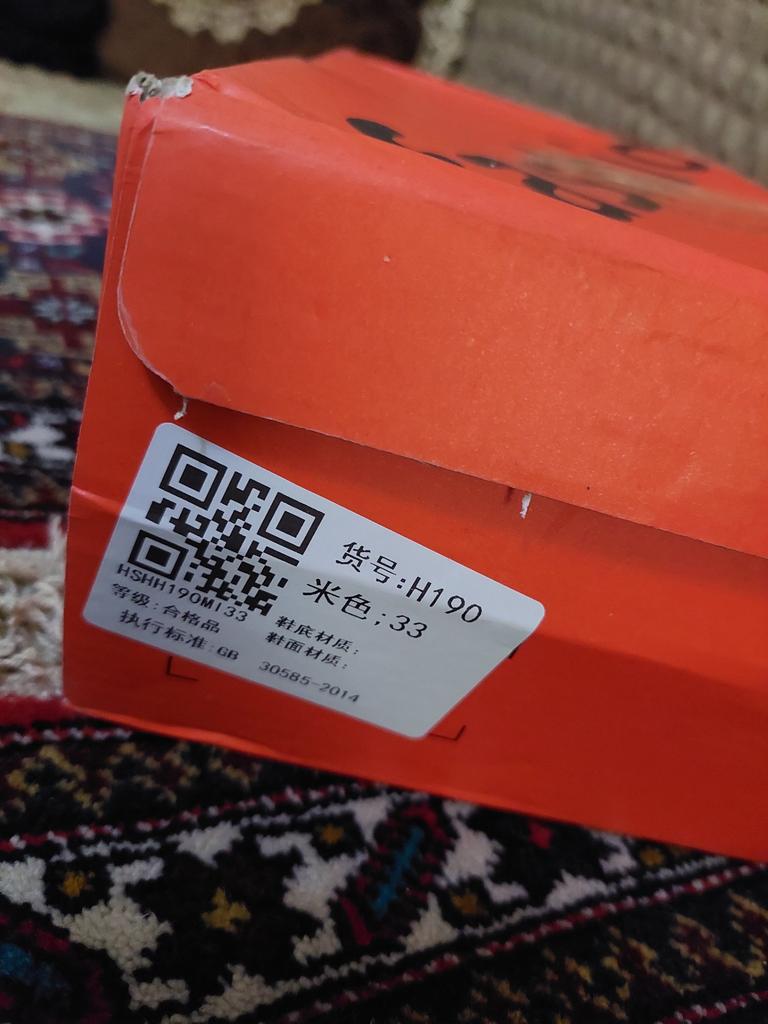 货号:H190
米色;33
HSHH190MI33
等级:合格品
鞋底材质:
鞋面材质:
执行标准:GB 30585-2014